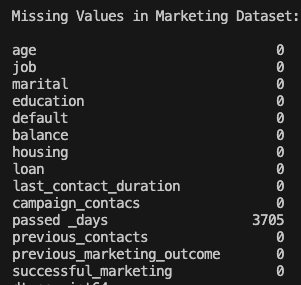 Missing Values in Marketing Dataset:
age 0
job 0
marital 0
education 0
default 0
balance 0
housing 0
loan 0
last_contact_duration 0
campaign_contacs 0
passed _days 3705
previous_contacts 0
previous_marketing_outcome 0
successful_marketing 0